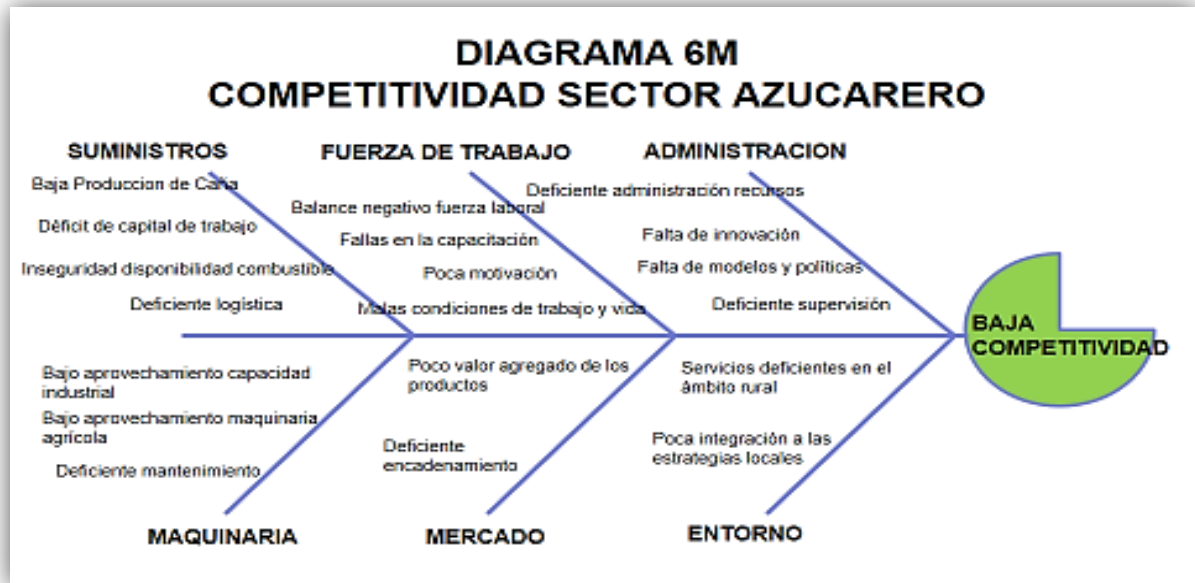 DIAGRAMA 6M
COMPETITIVIDAD SECTOR AZUCARERO
SUMINISTROS
Baja Produccion de Caña
Déficit de capital de trabajo
Inseguridad disponibilidad combustible
Deficiente logística
FUERZA DE TRABAJO
Balance negativo fuerza laboral
Fallas en la capacitación
Poca motivación
Malas condiciones de trabajo y vida
ADMINISTRACION
Deficiente administración recursos
Falta de innovación
Falta de modelos y políticas
Deficiente supervisión
BAJA
COMPETITIVIDAD
Bajo aprovechamiento capacidad
industrial
Bajo aprovechamiento maquinaria
agrícola
Deficiente mantenimiento
MAQUINARIA
Poco valor agregado de los
productos
Deficiente
encadenamiento
MERCADO
Servicios deficientes en el
ámbito rural
Poca integración a las
estrategias locales
ENTORNO